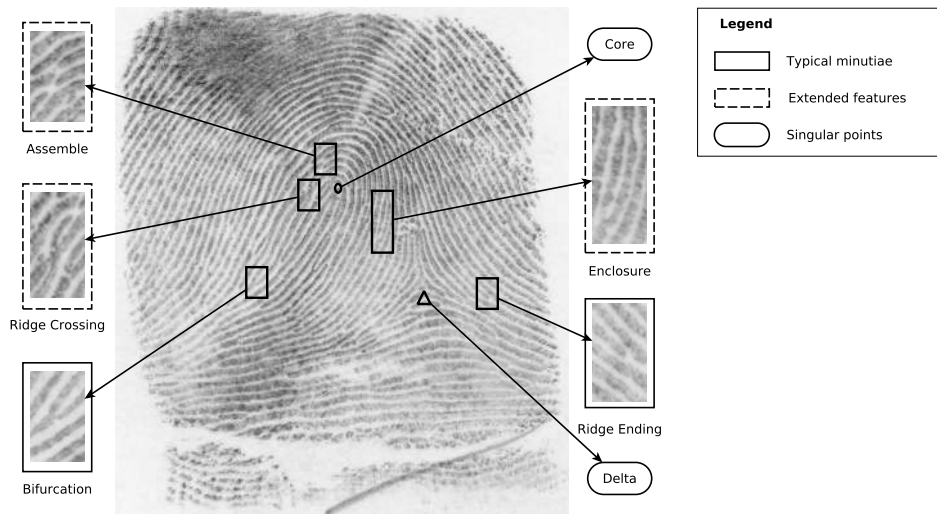 Assemble
Ridge Crossing
Bifurcation
Core
Enclosure
Ridge Ending
Delta
Legend
Typical minutiae
Extended features
Singular points